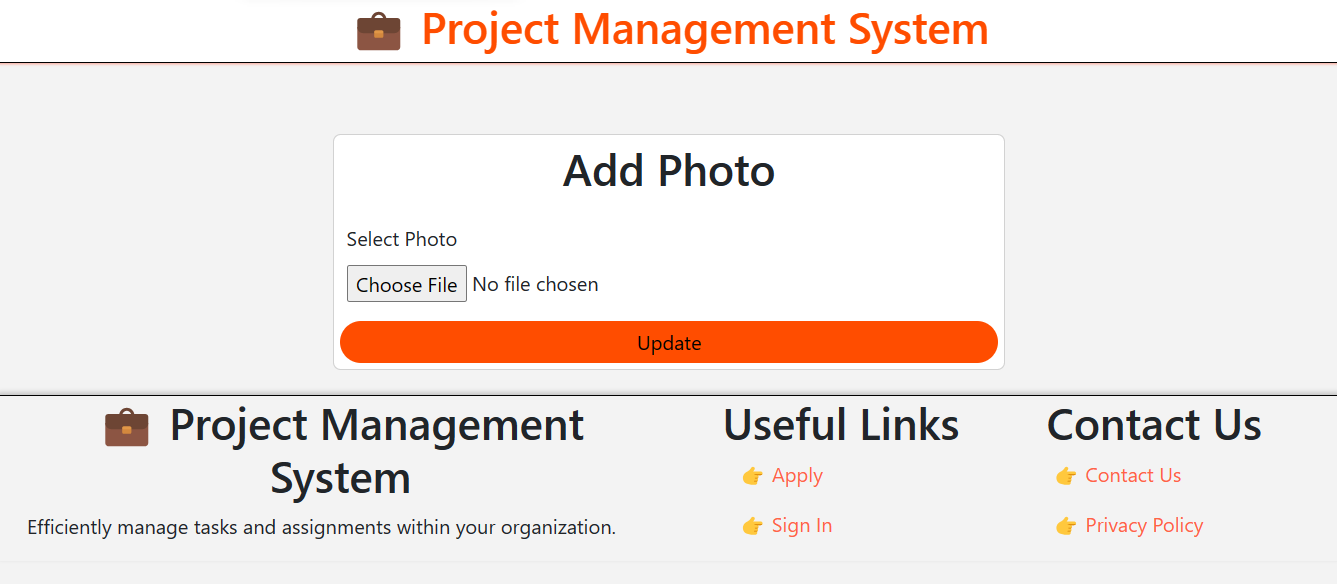 💼 Project Management System
Add Photo
Select Photo
Choose File No file chosen
Update
💼 Project Management
System
Efficiently manage tasks and assignments within your organization.
Useful Links
👉 Apply
👉 Sign In
Contact Us
👉 Contact Us
👉 Privacy Policy